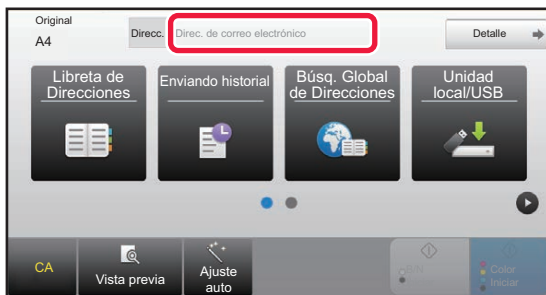 Original
A4
Direcc.
Direc. de correo electrónico
Detalle
Libreta de
Direcciones
Enviando historial
Búsq. Global
de Direcciones
Unidad
local/USB
CA
Vista previa
Ajuste
auto
B/N
Iniciar
Color
Iniciar